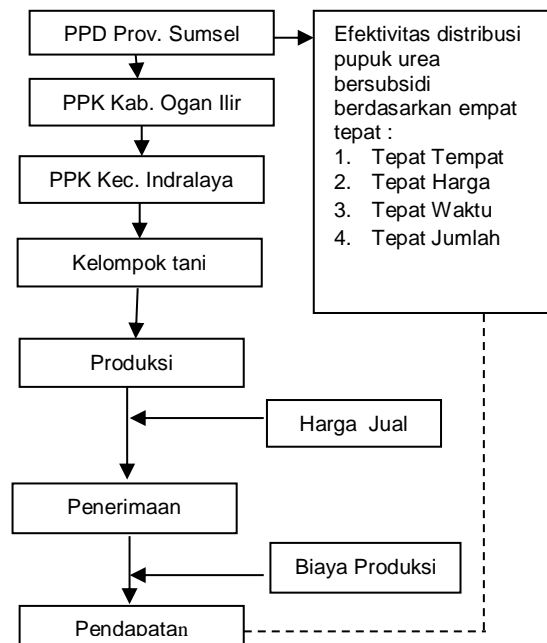 PPD Prov. Sumsel
Efektivitas distribusi
pupuk urea
bersubsidi
berdasarkan empat
tepat :
1. Tepat Tempat
2. Tepat Harga
3. Tepat Waktu
4. Tepat Jumlah
PPK Kab. Ogan Ilir
PPK Kec. Indralaya
Kelompok tani
Produksi
Harga Jual
Penerimaan
Biaya Produksi
Pendapatan